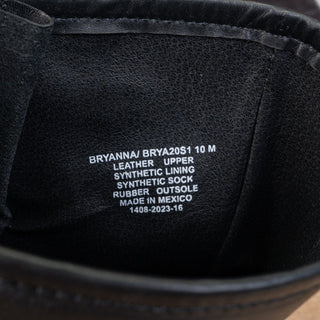 BRYANNA/ BRYA20S1 10 M
LEATHER UPPER
SYNTHETIC LINING
SYNTHETIC SOCK
RUBBER OUTSOLE
MADE IN MEXICO
1408-2023-16